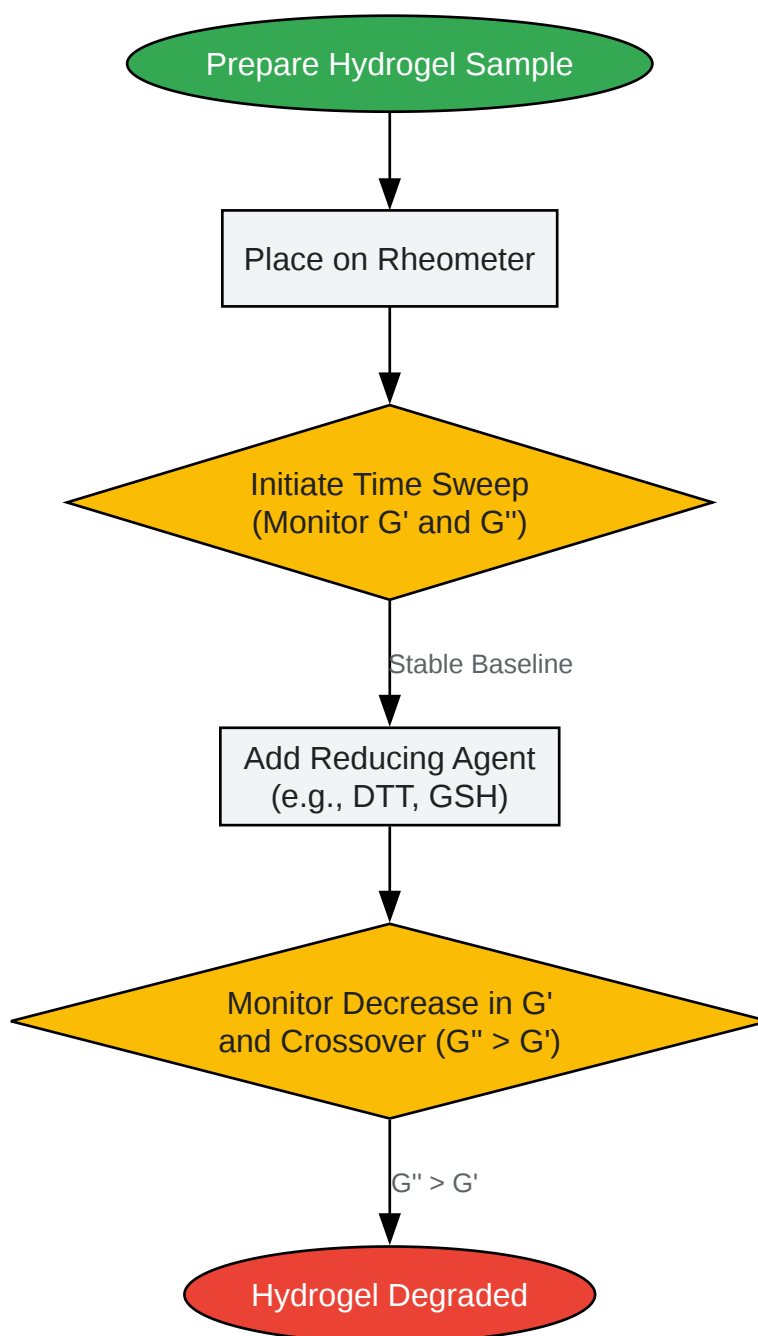 Prepare Hydrogel Sample
Place on Rheometer
Initiate Time Sweep
(Monitor G' and G'')
Stable Baseline
Add Reducing Agent
(e.g., DTT, GSH)
Monitor Decrease in G'
and Crossover (G'' > G')
G'' > G'
Hydrogel Degraded